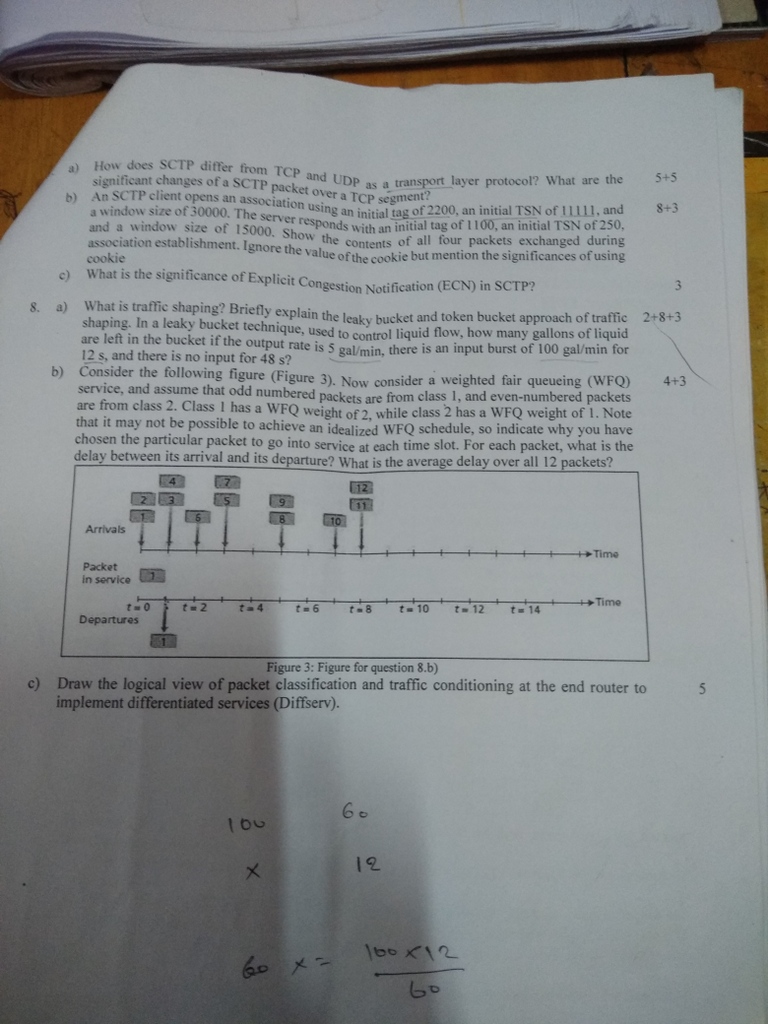 a) How does SCTP differ from TCP and UDP as a transport layer protocol? What are the 5+5
significant changes of a SCTP packet over a TCP segment?
b) An SCTP client opens an association using an initial tag of 2200, an initial TSN of 11111, and 8+3
a window size of 30000. The server responds with an initial tag of 1100, an initial TSN of 250,
and a window size of 15000. Show the contents of all four packets exchanged during
association establishment. Ignore the value of the cookie but mention the significances of using
cookie
c) What is the significance of Explicit Congestion Notification (ECN) in SCTP? 3
8. a) What is traffic shaping? Briefly explain the leaky bucket and token bucket approach of traffic 2+8+3
shaping. In a leaky bucket technique, used to control liquid flow, how many gallons of liquid
are left in the bucket if the output rate is 5 gal/min, there is an input burst of 100 gal/min for
12 s, and there is no input for 48 s?
b) Consider the following figure (Figure 3). Now consider a weighted fair queueing (WFQ) 4+3
service, and assume that odd numbered packets are from class 1, and even-numbered packets
are from class 2. Class 1 has a WFQ weight of 2, while class 2 has a WFQ weight of 1. Note
that it may not be possible to achieve an idealized WFQ schedule, so indicate why you have
chosen the particular packet to go into service at each time slot. For each packet, what is the
delay between its arrival and its departure? What is the average delay over all 12 packets?
4 7 12
2 3 5 9 11
1 6 8 10
Arrivals
Time
Packet
in service 1
Time
t=0 t=2 t=4 t=6 t=8 t=10 t=12 t=14
Departures
1
Figure 3: Figure for question 8.b)
c) Draw the logical view of packet classification and traffic conditioning at the end router to 5
implement differentiated services (Diffserv).
100 60
x 12
60 x = 100 x 12
60